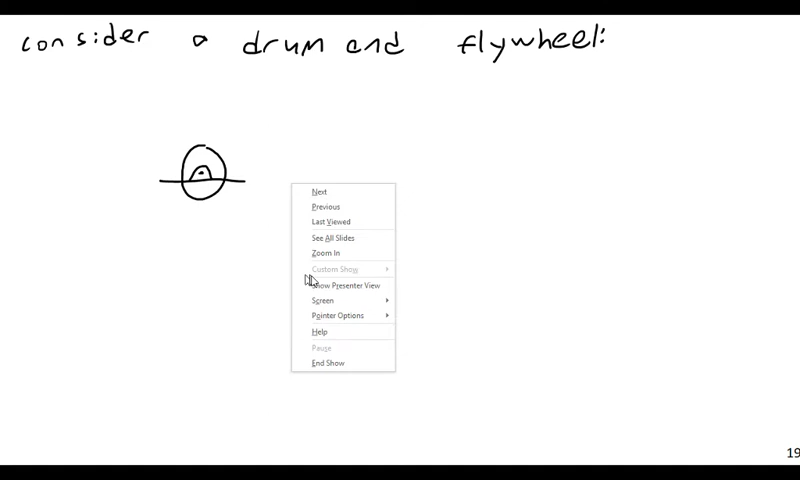 consider a drum and flywheel:
Next
Previous
Last Viewed
See All Slides
Zoom In
Custom Show
Show Presenter View
Screen
Pointer Options
Help
Pause
End Show
19